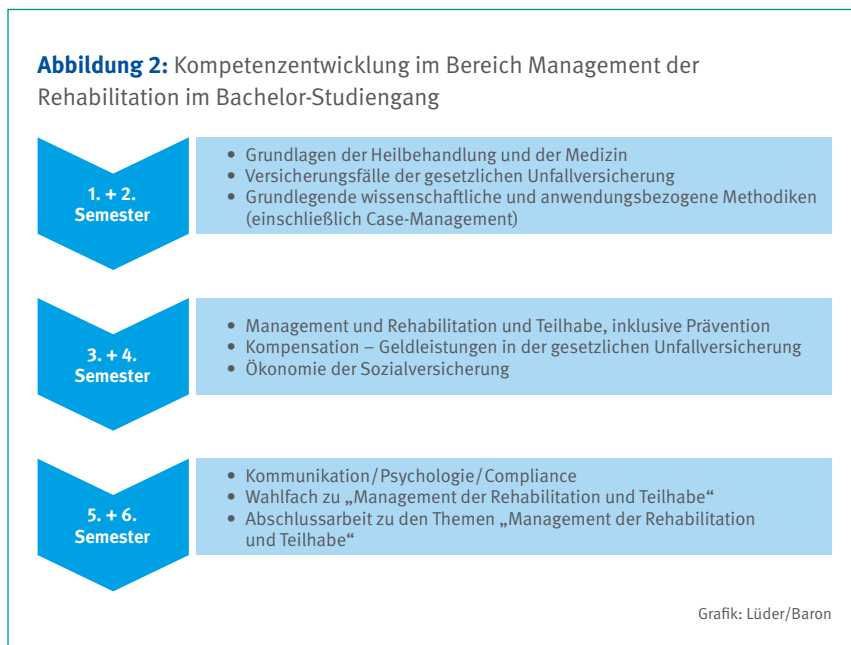 Abbildung 2: Kompetenzentwicklung im Bereich Management der
Rehabilitation im Bachelor-Studiengang
1. + 2.
Semester
• Grundlagen der Heilbehandlung und der Medizin
• Versicherungsfälle der gesetzlichen Unfallversicherung
• Grundlegende wissenschaftliche und anwendungsbezogene Methodiken
(einschließlich Case-Management)
3. + 4.
Semester
• Management und Rehabilitation und Teilhabe, inklusive Prävention
• Kompensation – Geldleistungen in der gesetzlichen Unfallversicherung
• Ökonomie der Sozialversicherung
5. + 6.
Semester
• Kommunikation/Psychologie/Compliance
• Wahlfach zu „Management der Rehabilitation und Teilhabe“
• Abschlussarbeit zu den Themen „Management der Rehabilitation
und Teilhabe“
Grafik: Lüder/Baron